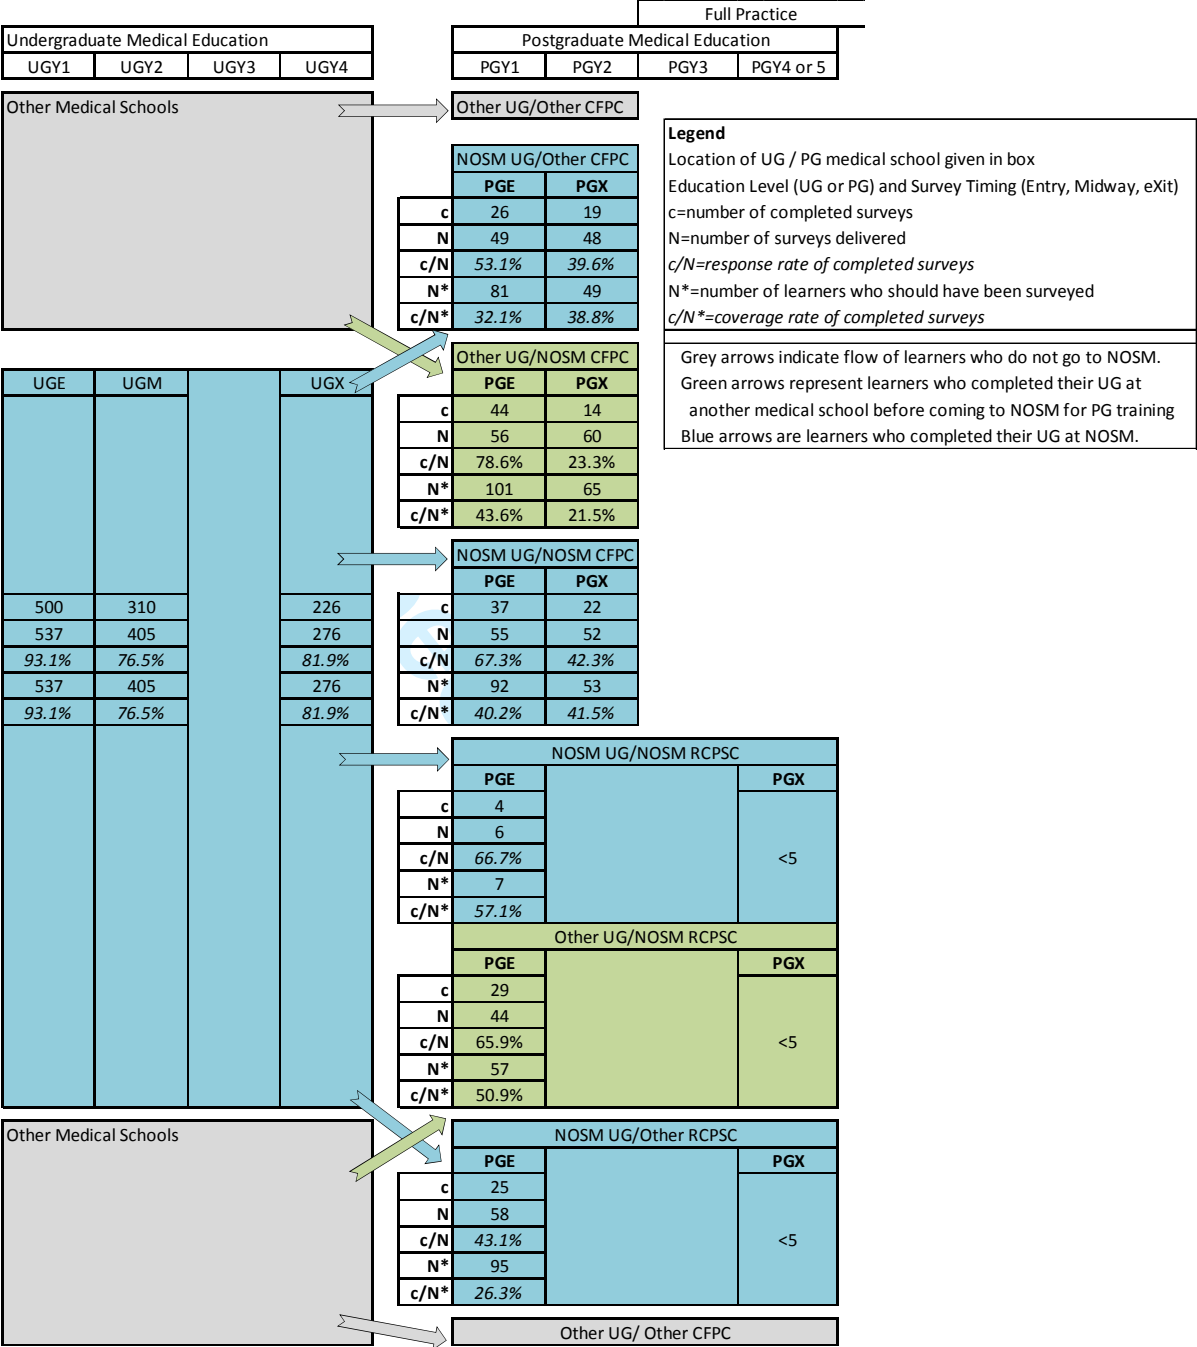 Full Practice
Undergraduate Medical Education Postgraduate Medical Education
UGY1 UGY2 UGY3 UGY4 PGY1 PGY2 PGY3 PGY4 or 5
Other Medical Schools Other UG/Other CFPC
Legend
Location of UG / PG medical school given in box
Education Level (UG or PG) and Survey Timing (Entry, Midway, eXit)
c=number of completed surveys
N=number of surveys delivered
c/N=response rate of completed surveys
N*=number of learners who should have been surveyed
c/N*=coverage rate of completed surveys
Grey arrows indicate flow of learners who do not go to NOSM.
Green arrows represent learners who completed their UG at
another medical school before coming to NOSM for PG training
Blue arrows are learners who completed their UG at NOSM.
NOSM UG/Other CFPC
PGE PGX
c 26 19
N 49 48
c/N 53.1% 39.6%
N* 81 49
c/N* 32.1% 38.8%
Other UG/NOSM CFPC
UGE UGM UGX PGE PGX
c 44 14
N 56 60
c/N 78.6% 23.3%
N* 101 65
c/N* 43.6% 21.5%
NOSM UG/NOSM CFPC
PGE PGX
500 310 226 c 37 22
537 405 276 N 55 52
93.1% 76.5% 81.9% c/N 67.3% 42.3%
537 405 276 N* 92 53
93.1% 76.5% 81.9% c/N* 40.2% 41.5%
NOSM UG/NOSM RCPSC
PGE PGX
c 4
N 6
c/N 66.7% <5
N* 7
c/N* 57.1%
Other UG/NOSM RCPSC
PGE PGX
c 29
N 44
c/N 65.9% <5
N* 57
c/N* 50.9%
Other Medical Schools NOSM UG/Other RCPSC
PGE PGX
c 25
N 58
c/N 43.1% <5
N* 95
c/N* 26.3%
Other UG/ Other CFPC